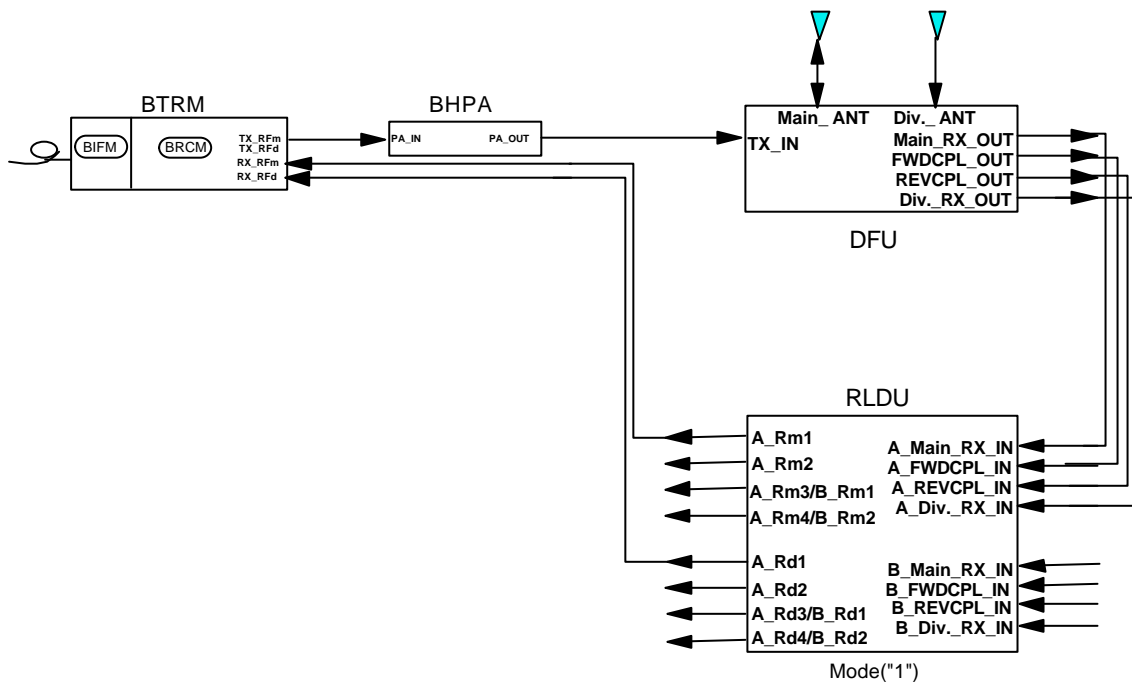 BTRM
BIFM
BRCM
TX_RFm
TX_RFd
RX_RFm
RX_RFd
BHPA
PA_IN
PA_OUT
Main_ ANT
Div._ ANT
TX_IN
Main_RX_OUT
FWDCPL_OUT
REVCPL_OUT
Div._RX_OUT
DFU
RLDU
A_Rm1
A_Rm2
A_Rm3/B_Rm1
A_Rm4/B_Rm2
A_Rd1
A_Rd2
A_Rd3/B_Rd1
A_Rd4/B_Rd2
A_Main_RX_IN
A_FWDCPL_IN
A_REVCPL_IN
A_Div._RX_IN
B_Main_RX_IN
B_FWDCPL_IN
B_REVCPL_IN
B_Div._RX_IN
Mode("1")